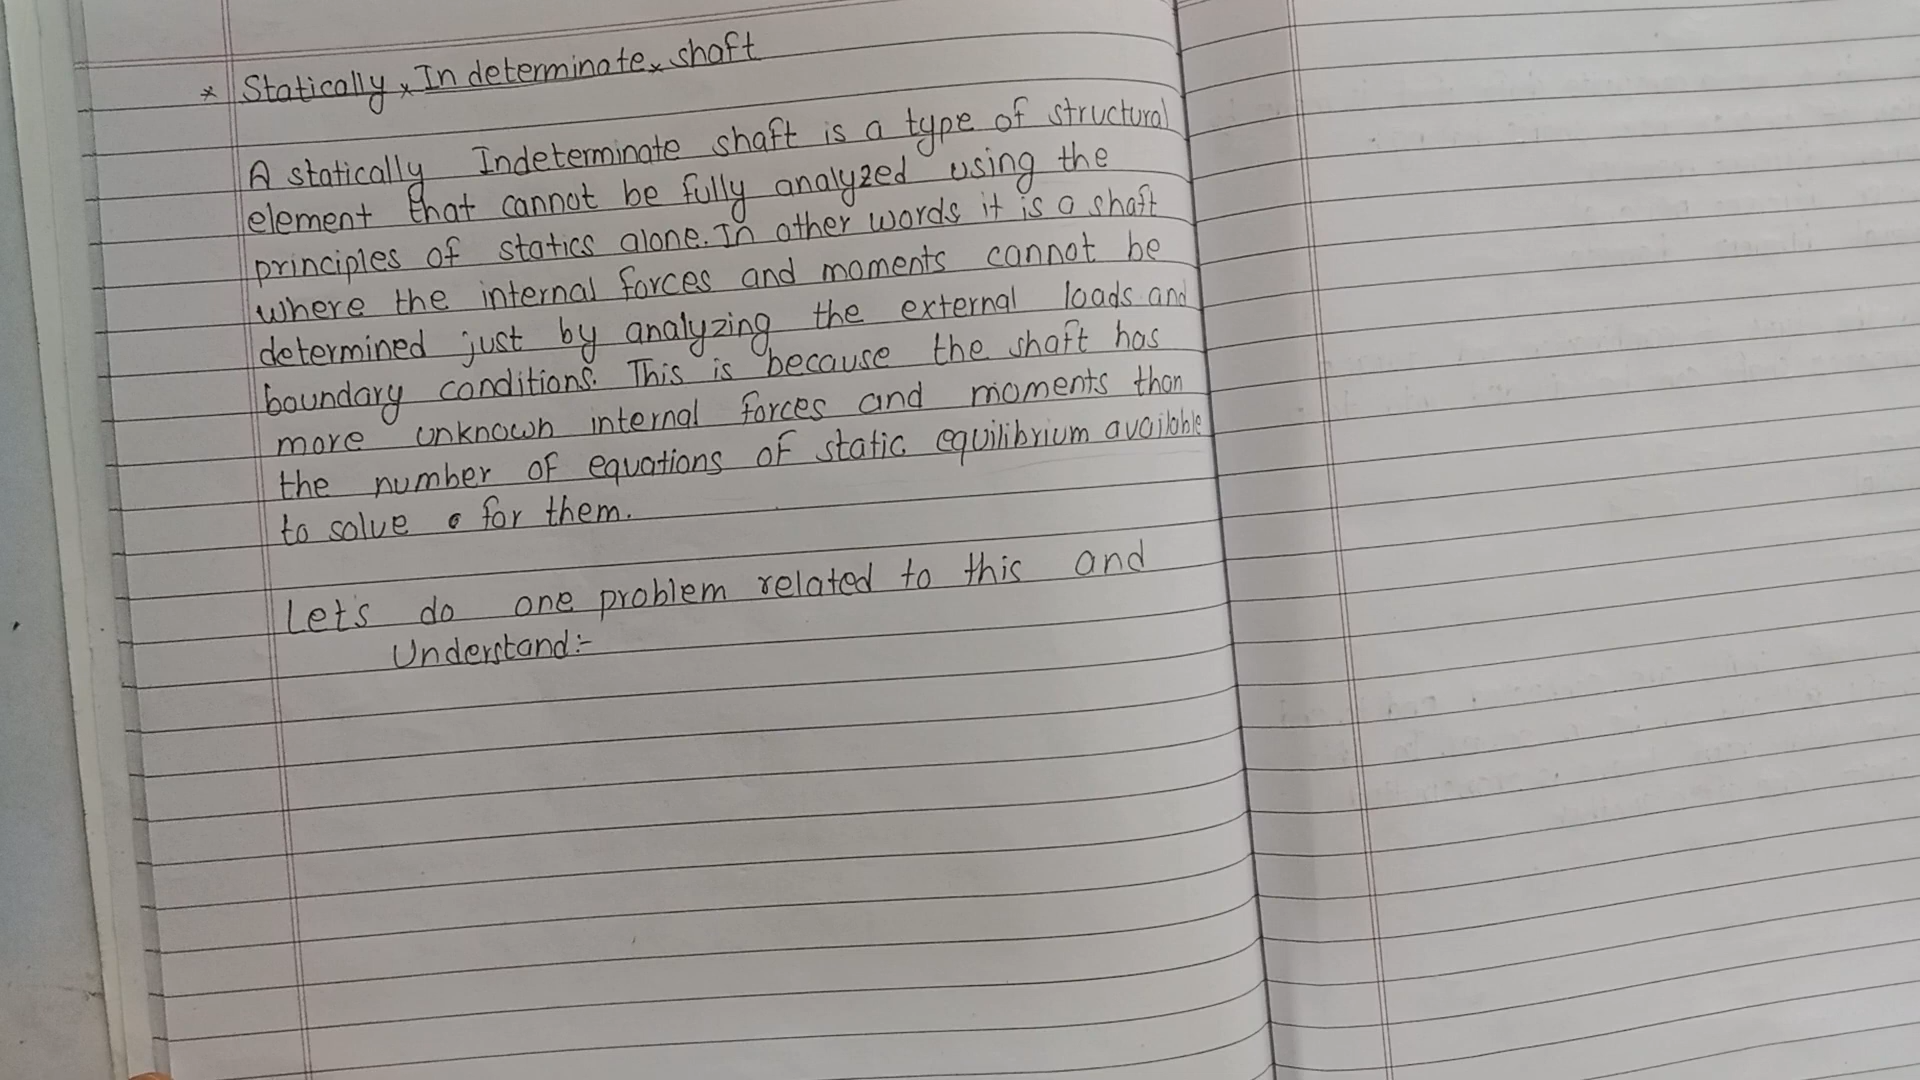 * Statically x Indeterminate x shaft
A statically Indeterminate shaft is a type of structural
element that cannot be fully analyzed using the
principles of statics alone. In other words it is a shaft
where the internal forces and moments cannot be
determined just by analyzing the external loads and
boundary conditions. This is because the shaft has
more unknown internal forces and moments than
the number of equations of static equilibrium available
to solve for them.
Let's do one problem related to this and
Understand:-